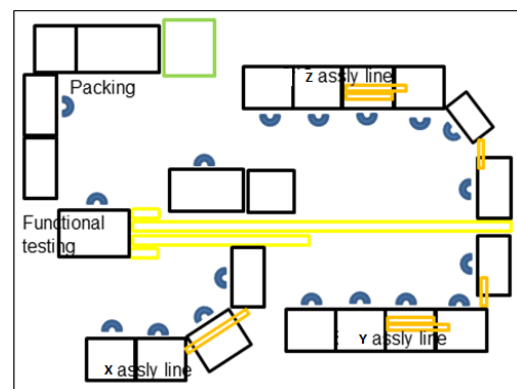 Z assly line
Packing
Functional
testing
X assly line
Y assly line